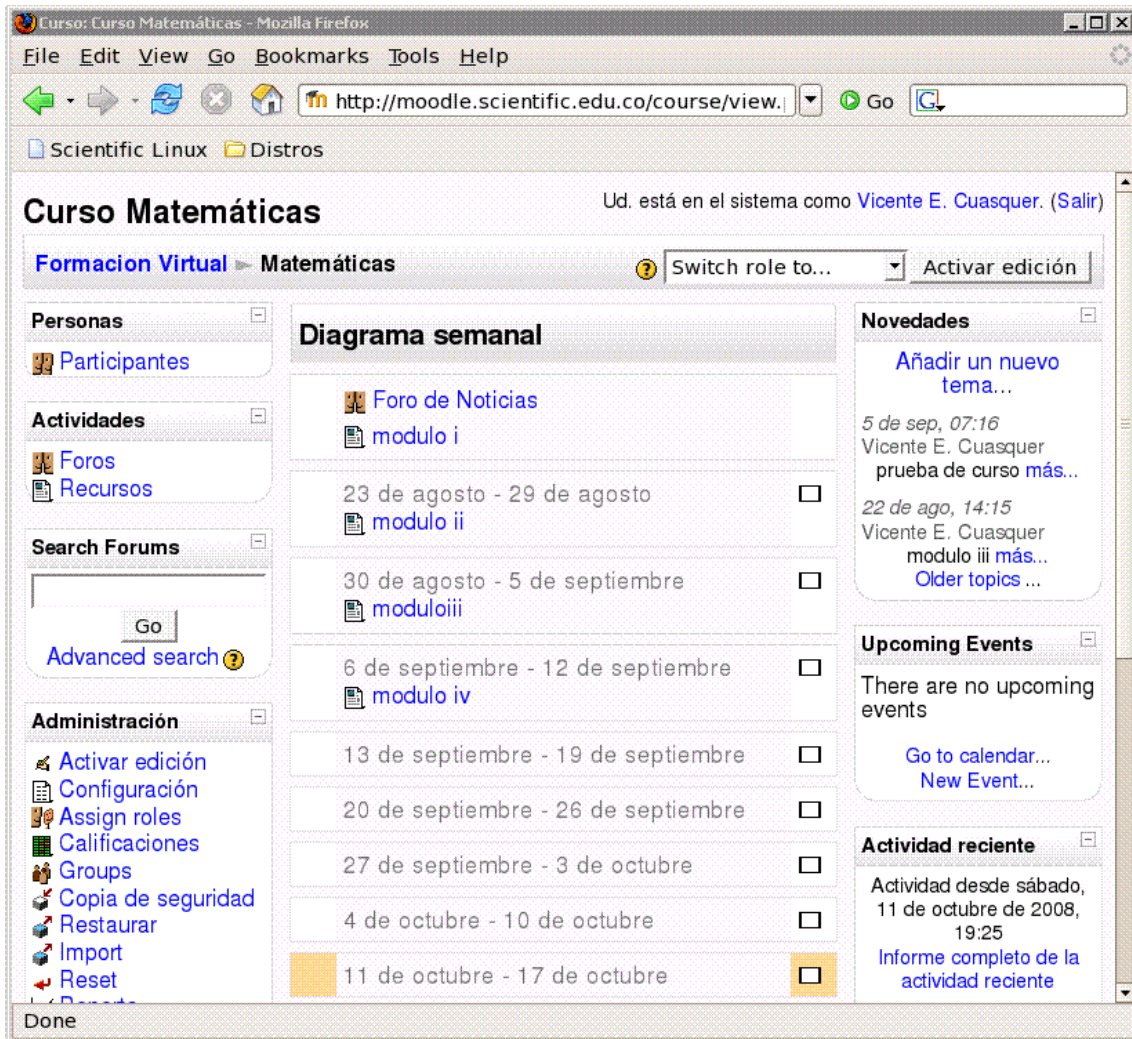 Curso: Curso Matemáticas - Mozilla Firefox
File Edit View Go Bookmarks Tools Help
http://moodle.scientific.edu.co/course/view. Go
Scientific Linux Distros
Curso Matemáticas
Ud. está en el sistema como Vicente E. Cuasquer. (Salir)
Formacion Virtual Matemáticas
Switch role to... Activar edición
Personas
Participantes
Actividades
Foros
Recursos
Search Forums
Go
Advanced search
Administración
Activar edición
Configuración
Assign roles
Calificaciones
Groups
Copia de seguridad
Restaurar
Import
Reset
Diagrama semanal
Foro de Noticias
modulo i
23 de agosto - 29 de agosto
modulo ii
30 de agosto - 5 de septiembre
moduloiii
6 de septiembre - 12 de septiembre
modulo iv
13 de septiembre - 19 de septiembre
20 de septiembre - 26 de septiembre
27 de septiembre - 3 de octubre
4 de octubre - 10 de octubre
11 de octubre - 17 de octubre
Novedades
Añadir un nuevo
tema...
5 de sep, 07:16
Vicente E. Cuasquer
prueba de curso más...
22 de ago, 14:15
Vicente E. Cuasquer
modulo iii más...
Older topics ...
Upcoming Events
There are no upcoming
events
Go to calendar...
New Event...
Actividad reciente
Actividad desde sábado,
11 de octubre de 2008,
19:25
Informe completo de la
actividad reciente
Done